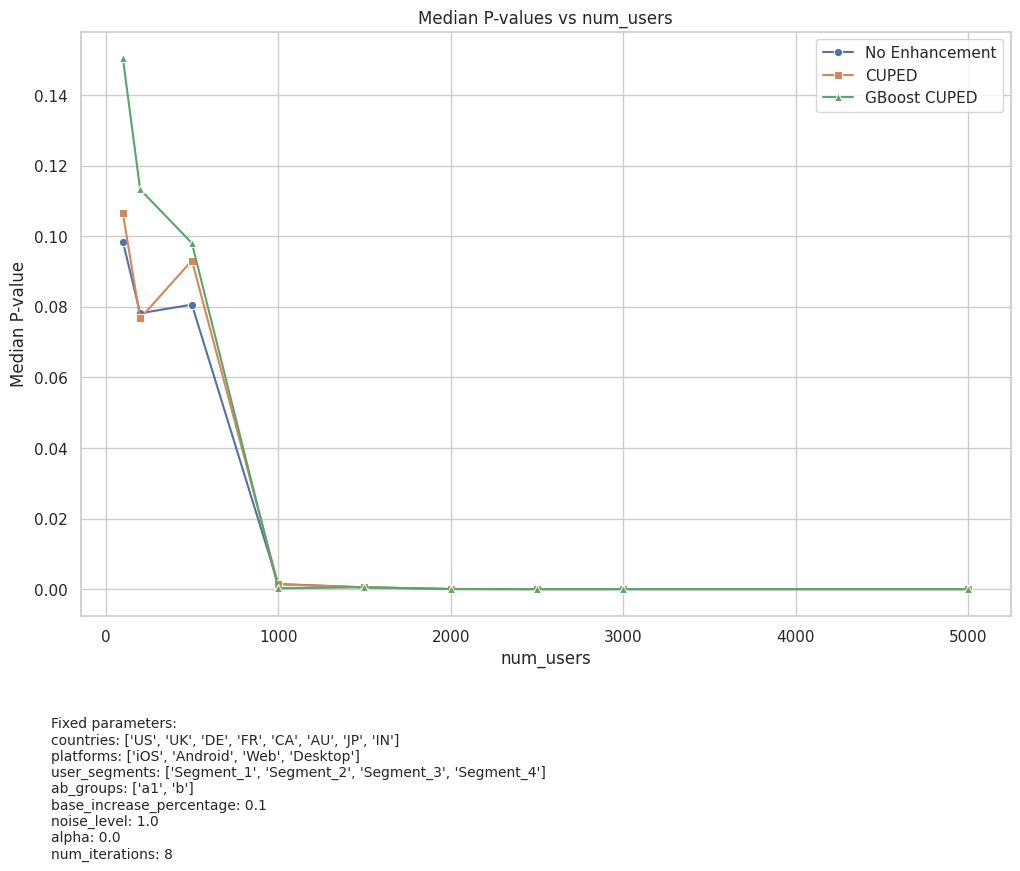 Median P-values vs num_users
No Enhancement
CUPED
GBoost CUPED
Median P-value
0.14
0.12
0.10
0.08
0.06
0.04
0.02
0.00
0
1000
2000
3000
4000
5000
num_users
Fixed parameters:
countries: ['US', 'UK', 'DE', 'FR', 'CA', 'AU', 'JP', 'IN']
platforms: ['iOS', 'Android', 'Web', 'Desktop']
user_segments: ['Segment_1', 'Segment_2', 'Segment_3', 'Segment_4']
ab_groups: ['a1', 'b']
base_increase_percentage: 0.1
noise_level: 1.0
alpha: 0.0
num_iterations: 8